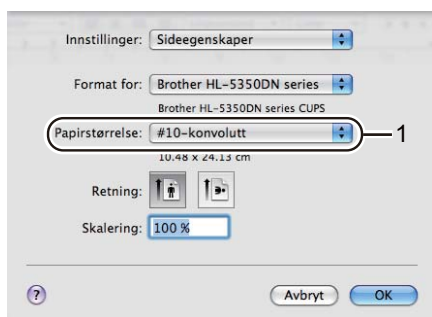 Innstillinger: Sideegenskaper
Format for: Brother HL-5350DN series
Brother HL-5350DN series CUPS
Papirstørrelse: #10-konvolutt 1
10.48 x 24.13 cm
Retning:
Skalering: 100 %
? Avbryt OK